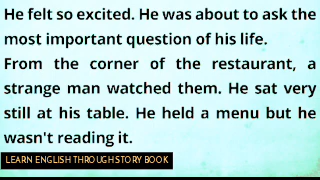 He felt so excited. He was about to ask the
most important question of his life.
From the corner of the restaurant, a
strange man watched them. He sat very
still at his table. He held a menu but he
wasn't reading it.
LEARN ENGLISH THROUGH STORY BOOK